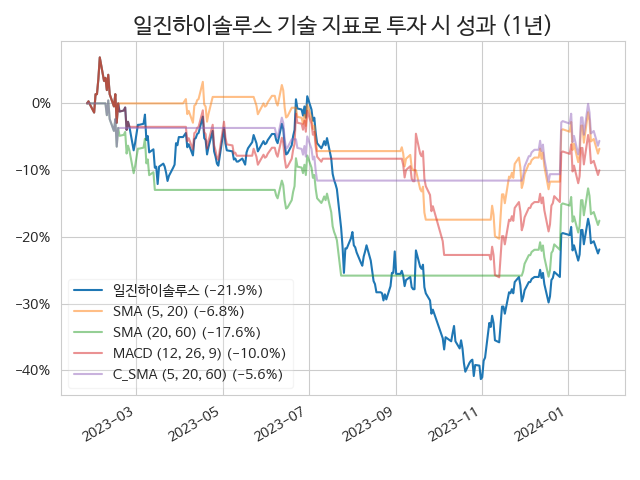 일진하이솔루스 기술 지표로 투자 시 성과 (1년)
0%
−10%
−20%
−30%
−40%
일진하이솔루스 (−21.9%)
SMA (5, 20) (−6.8%)
SMA (20, 60) (−17.6%)
MACD (12, 26, 9) (−10.0%)
C_SMA (5, 20, 60) (−5.6%)
2023−03
2023−05
2023−07
2023−09
2023−11
2024−01